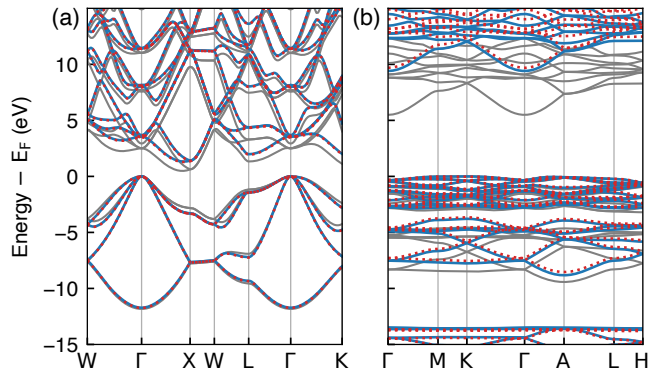 (a)
(b)
Energy − E_F (eV)
10
5
0
−5
−10
−15
W Γ X W L Γ K
Γ M K Γ A L H